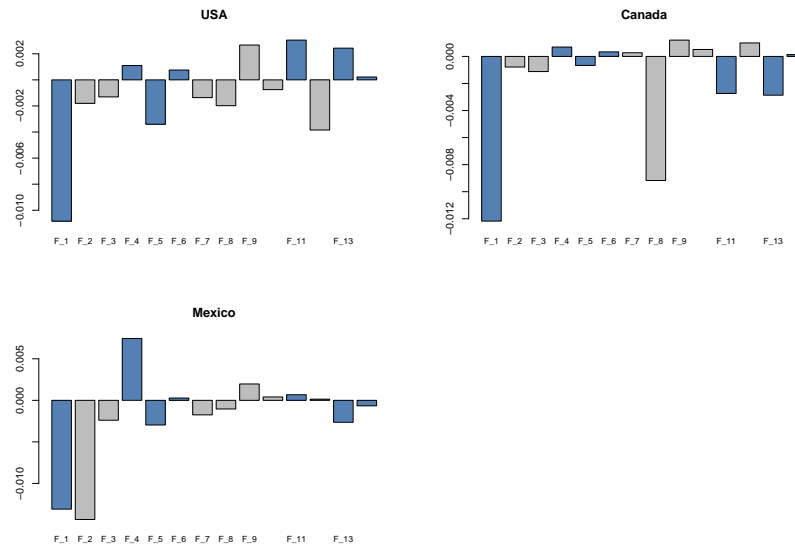 USA
0.002
−0.002
−0.006
−0.010
F_1 F_2 F_3 F_4 F_5 F_6 F_7 F_8 F_9 F_11 F_13
Canada
0.000
−0.004
−0.008
−0.012
F_1 F_2 F_3 F_4 F_5 F_6 F_7 F_8 F_9 F_11 F_13
Mexico
0.005
0.000
−0.010
F_1 F_2 F_3 F_4 F_5 F_6 F_7 F_8 F_9 F_11 F_13